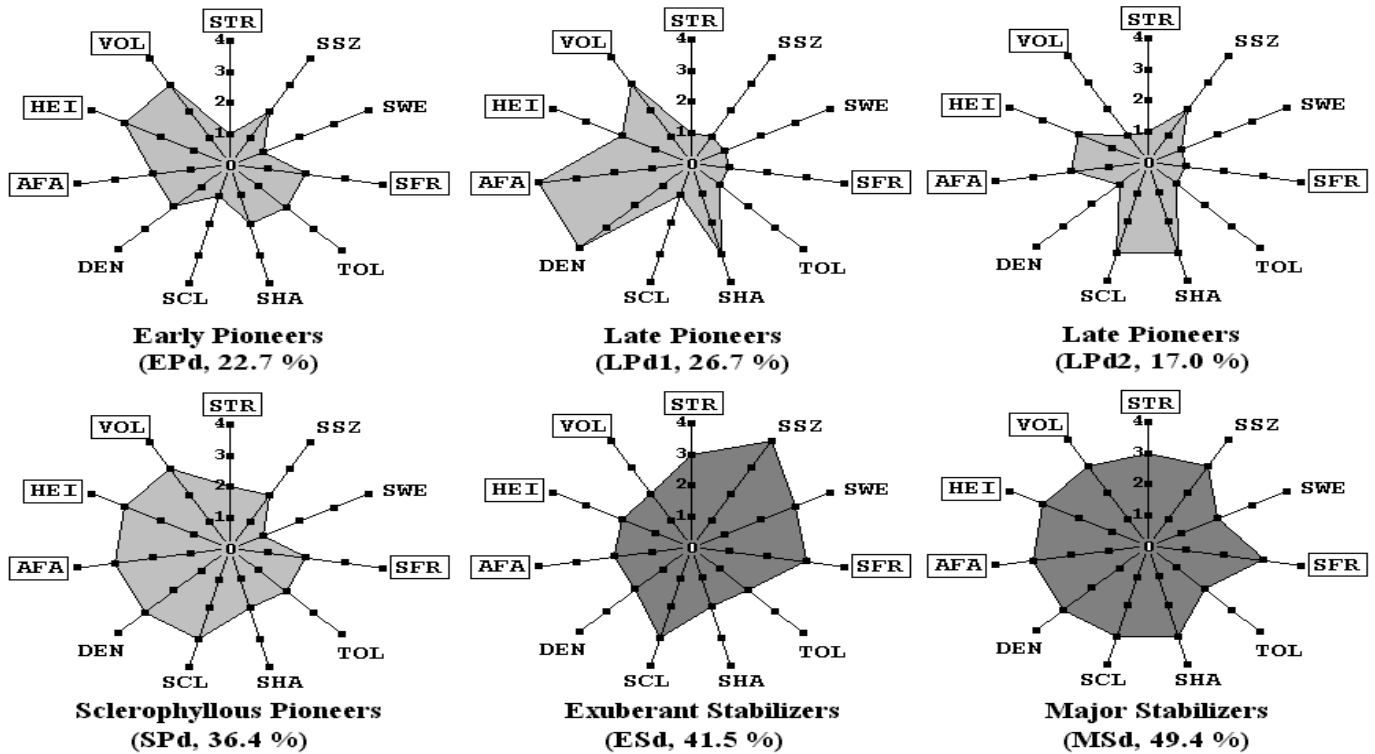 STR
4
3
2
1
0
VOL
SSZ
HEI
SWE
AFA
SFR
DEN
TOL
SCL
SHA
Early Pioneers
(EPd, 22.7 %)
STR
4
3
2
1
0
VOL
SSZ
HEI
SWE
AFA
SFR
DEN
TOL
SCL
SHA
Late Pioneers
(LPd1, 26.7 %)
STR
4
3
2
1
0
VOL
SSZ
HEI
SWE
AFA
SFR
DEN
TOL
SCL
SHA
Late Pioneers
(LPd2, 17.0 %)
STR
4
3
2
1
0
VOL
SSZ
HEI
SWE
AFA
SFR
DEN
TOL
SCL
SHA
Sclerophyllous Pioneers
(SPd, 36.4 %)
STR
4
3
2
1
0
VOL
SSZ
HEI
SWE
AFA
SFR
DEN
TOL
SCL
SHA
Exuberant Stabilizers
(ESd, 41.5 %)
STR
4
3
2
1
0
VOL
SSZ
HEI
SWE
AFA
SFR
DEN
TOL
SCL
SHA
Major Stabilizers
(MSd, 49.4 %)